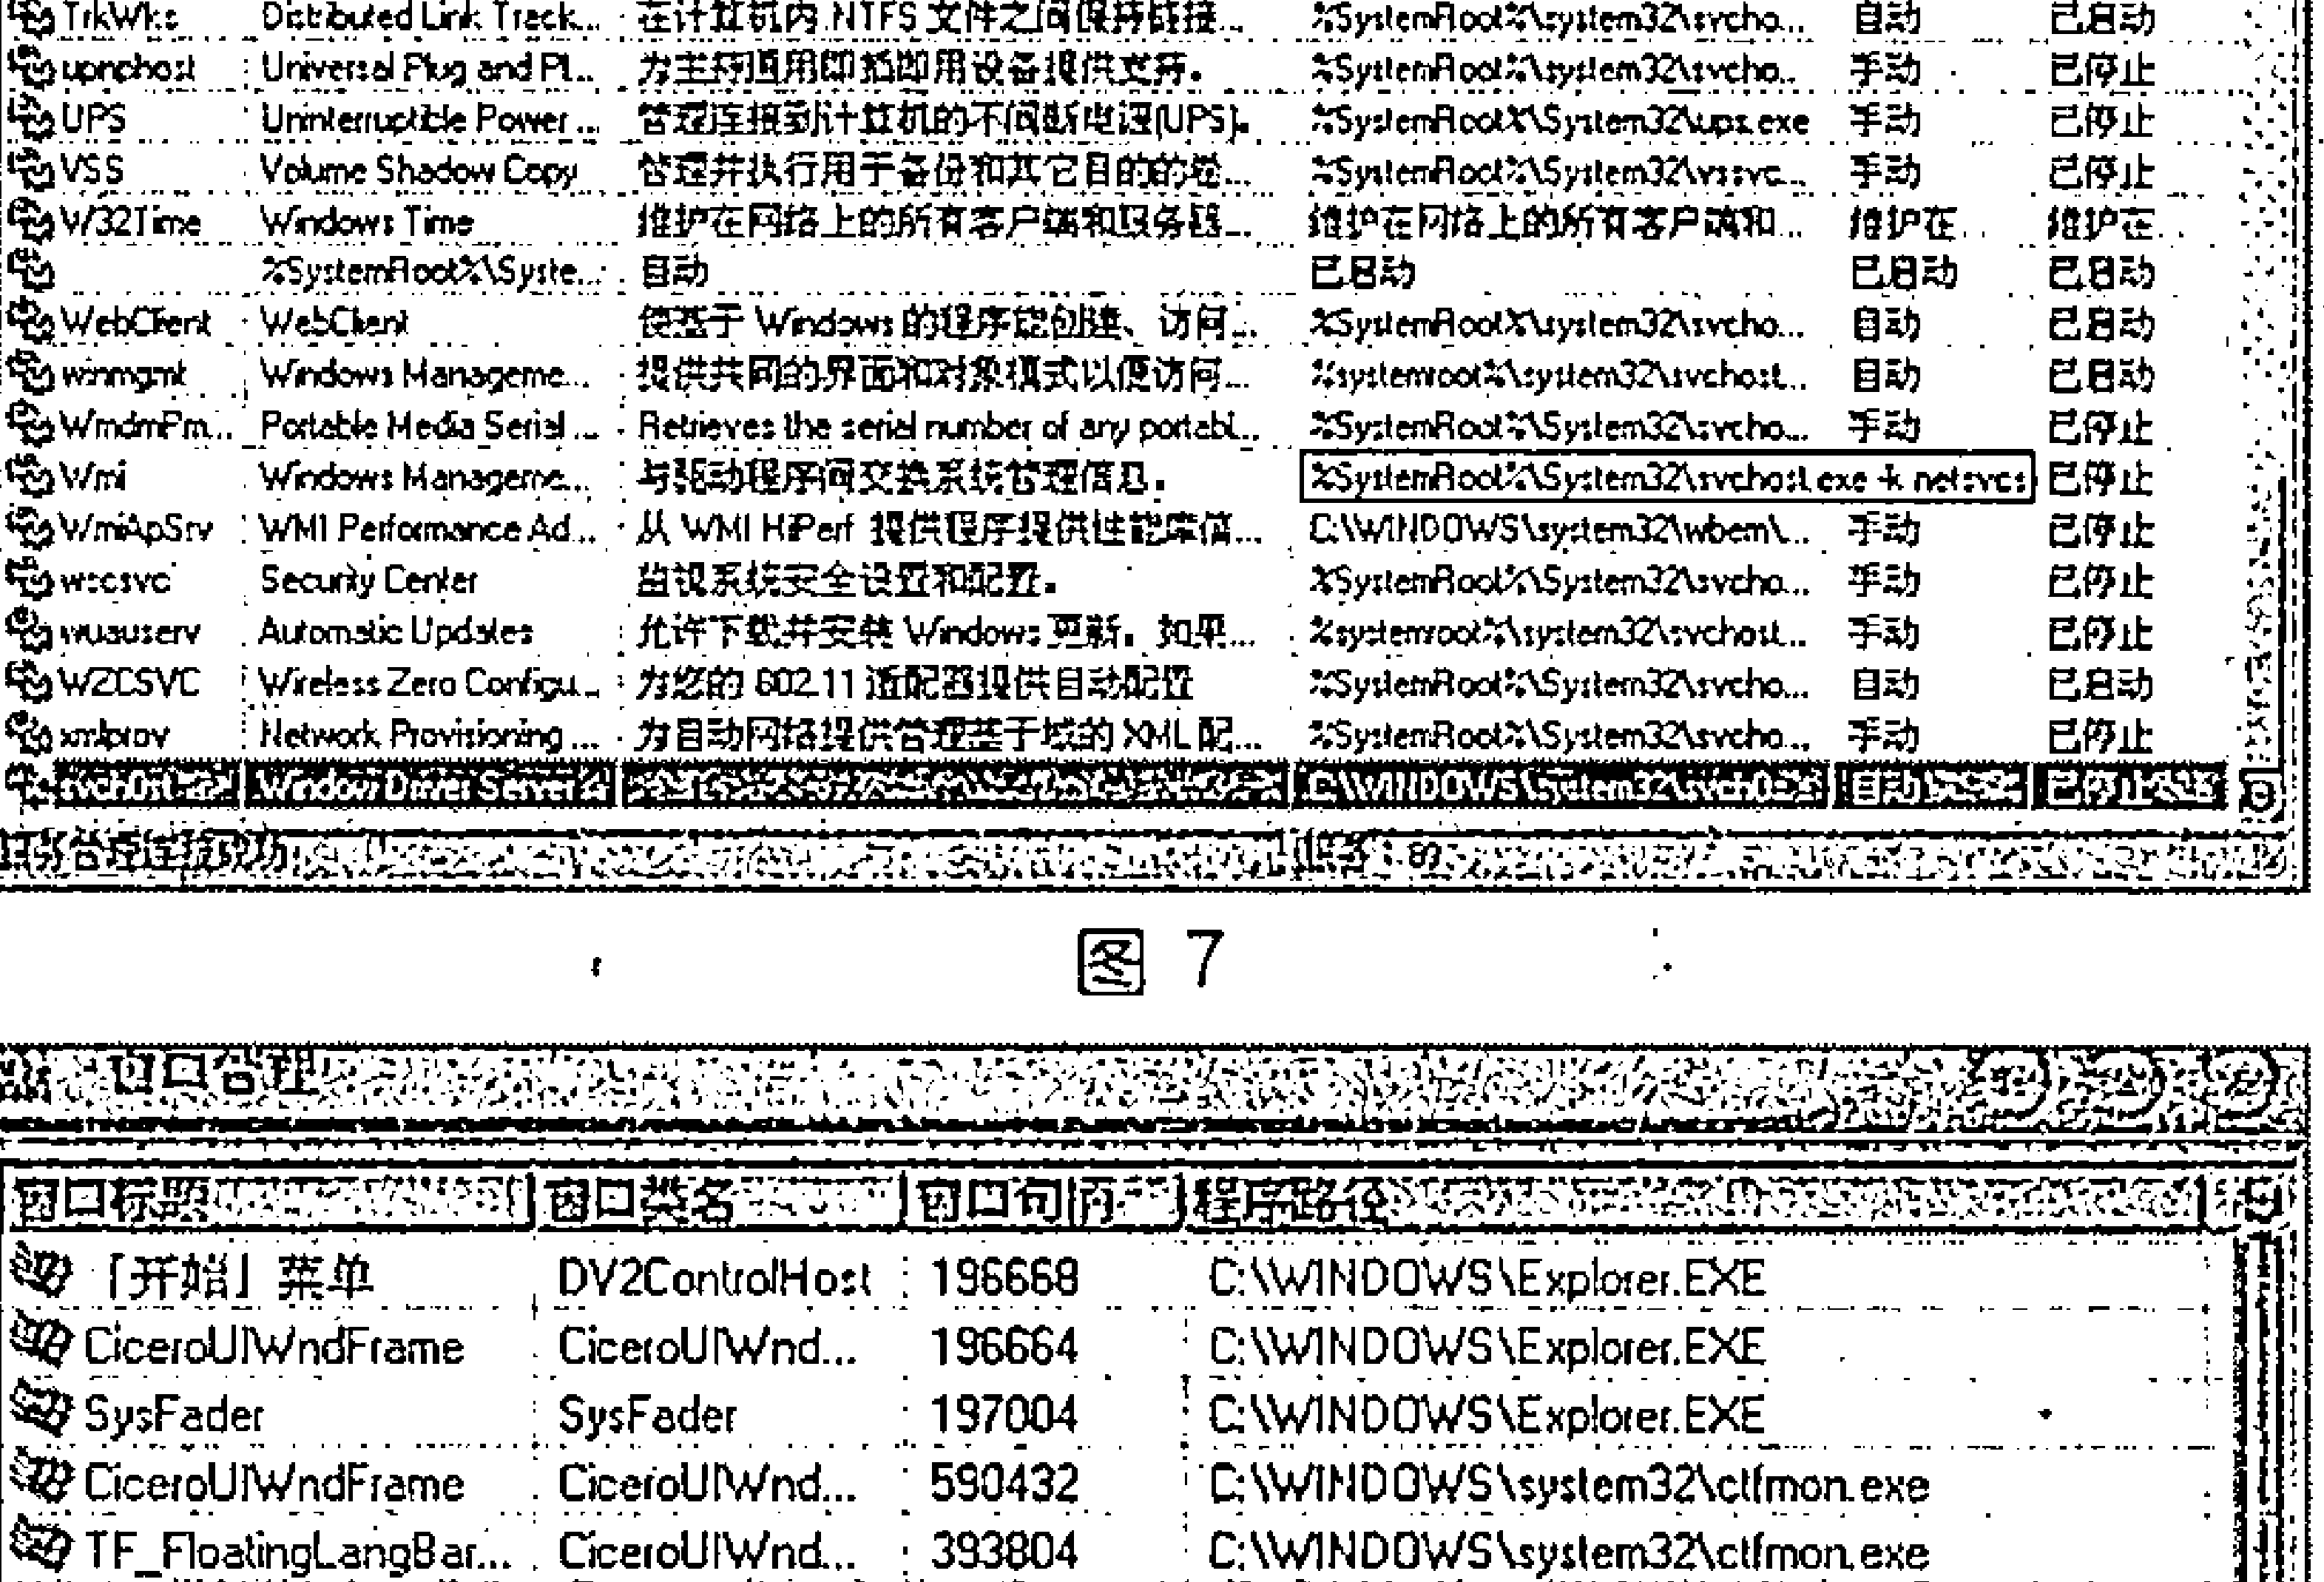 TrkWks Distributed Link Track... 在计算机内 NTFS 文件之间保持链接... %SystemRoot%\system32\svcho... 自动 已启动
upnphost Universal Plug and Pl... 为主持通用即插即用设备提供支持。 %SystemRoot%\system32\svcho.. 手动 已停止
UPS Uninterruptible Power ... 管理连接到计算机的不间断电源(UPS)。 %SystemRoot%\System32\ups.exe 手动 已停止
VSS Volume Shadow Copy 管理并执行用于备份和其它目的的卷... %SystemRoot%\System32\vssvc... 手动 已停止
W32Time Windows Time 维护在网络上的所有客户端和服务器... 维护在网络上的所有客户端和... 维护在.. 维护在..
%SystemRoot%\Syste... 自动 已启动 已启动 已启动
WebClient WebClient 使基于 Windows 的程序能创建、访问... %SystemRoot%\system32\svcho... 自动 已启动
winmgmt Windows Manageme... 提供共同的界面和对象模式以便访问... %systemroot%\system32\svchost... 自动 已启动
WmdmPm... Portable Media Serial ... Retrieves the serial number of any portabl... %SystemRoot%\System32\svcho... 手动 已停止
Wmi Windows Manageme... 与驱动程序间交换系统管理信息。 %SystemRoot%\System32\svchost.exe -k netsvcs 已停止
WmiApSrv WMI Performance Ad... 从 WMI HiPerf 提供程序提供性能库信... C:\WINDOWS\system32\wbem\... 手动 已停止
wscsvc Security Center 监视系统安全设置和配置。 %SystemRoot%\System32\svcho... 手动 已停止
wuauserv Automatic Updates 允许下载并安装 Windows 更新。如果... %systemroot%\system32\svchost... 手动 已停止
WZCSVC Wireless Zero Configu... 为您的 802.11 适配器提供自动配置 %SystemRoot%\System32\svcho... 自动 已启动
xmlprov Network Provisioning ... 为自动网络提供管理基于域的 XML 配... %SystemRoot%\System32\svcho... 手动 已停止
Window Driver Server C:\WINDOWS\System32\svch0 自动 已停止
图 7
窗口管理
窗口标题 窗口类名 窗口句柄 程序路径
「开始」菜单 DV2ControlHost 196668 C:\WINDOWS\Explorer.EXE
CiceroUIWndFrame CiceroUIWnd... 196664 C:\WINDOWS\Explorer.EXE
SysFader SysFader 197004 C:\WINDOWS\Explorer.EXE
CiceroUIWndFrame CiceroUIWnd... 590432 C:\WINDOWS\system32\ctfmon.exe
TF_FloatingLangBar... CiceroUIWnd... 393804 C:\WINDOWS\system32\ctfmon.exe